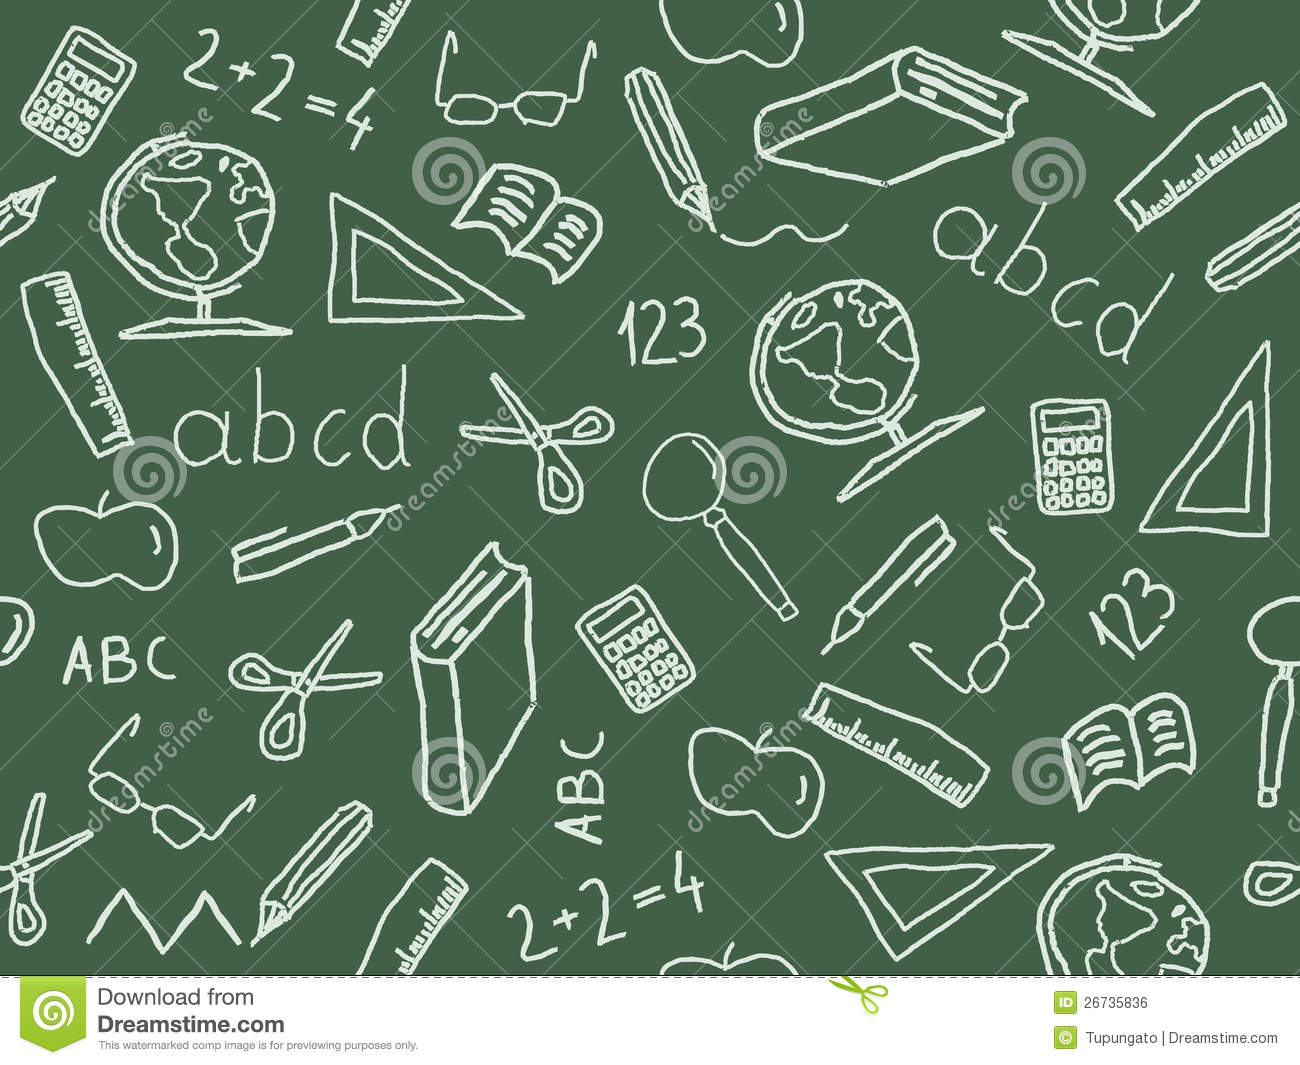 2+2=4
abcd
123
abcd
123
ABC
ABC
2+2=4
dreamstime
Download from
Dreamstime.com
This watermarked comp image is for previewing purposes only.
ID 26735836
© Tupungato | Dreamstime.com